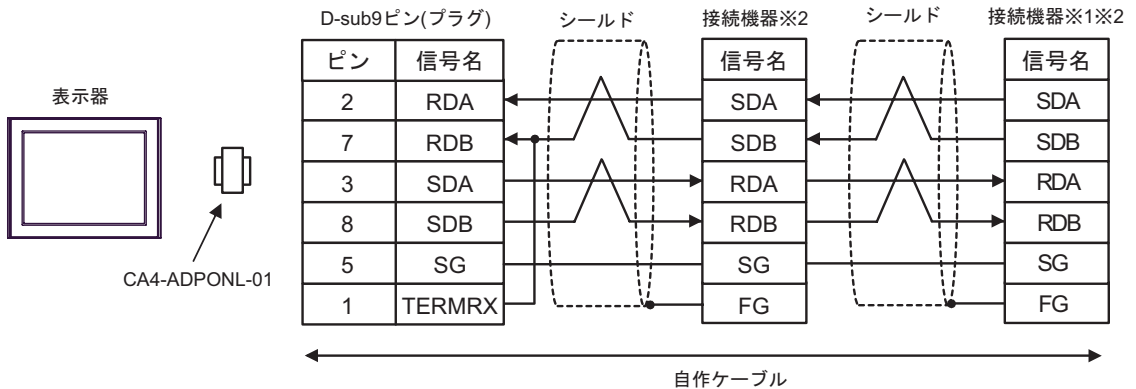 D-sub9ピン(プラグ) シールド 接続機器※2 シールド 接続機器※1※2
ピン 信号名 信号名 信号名
2 RDA SDA SDA
表示器
7 RDB SDB SDB
3 SDA RDA RDA
8 SDB RDB RDB
5 SG SG SG
CA4-ADPONL-01
1 TERMRX FG FG
自作ケーブル